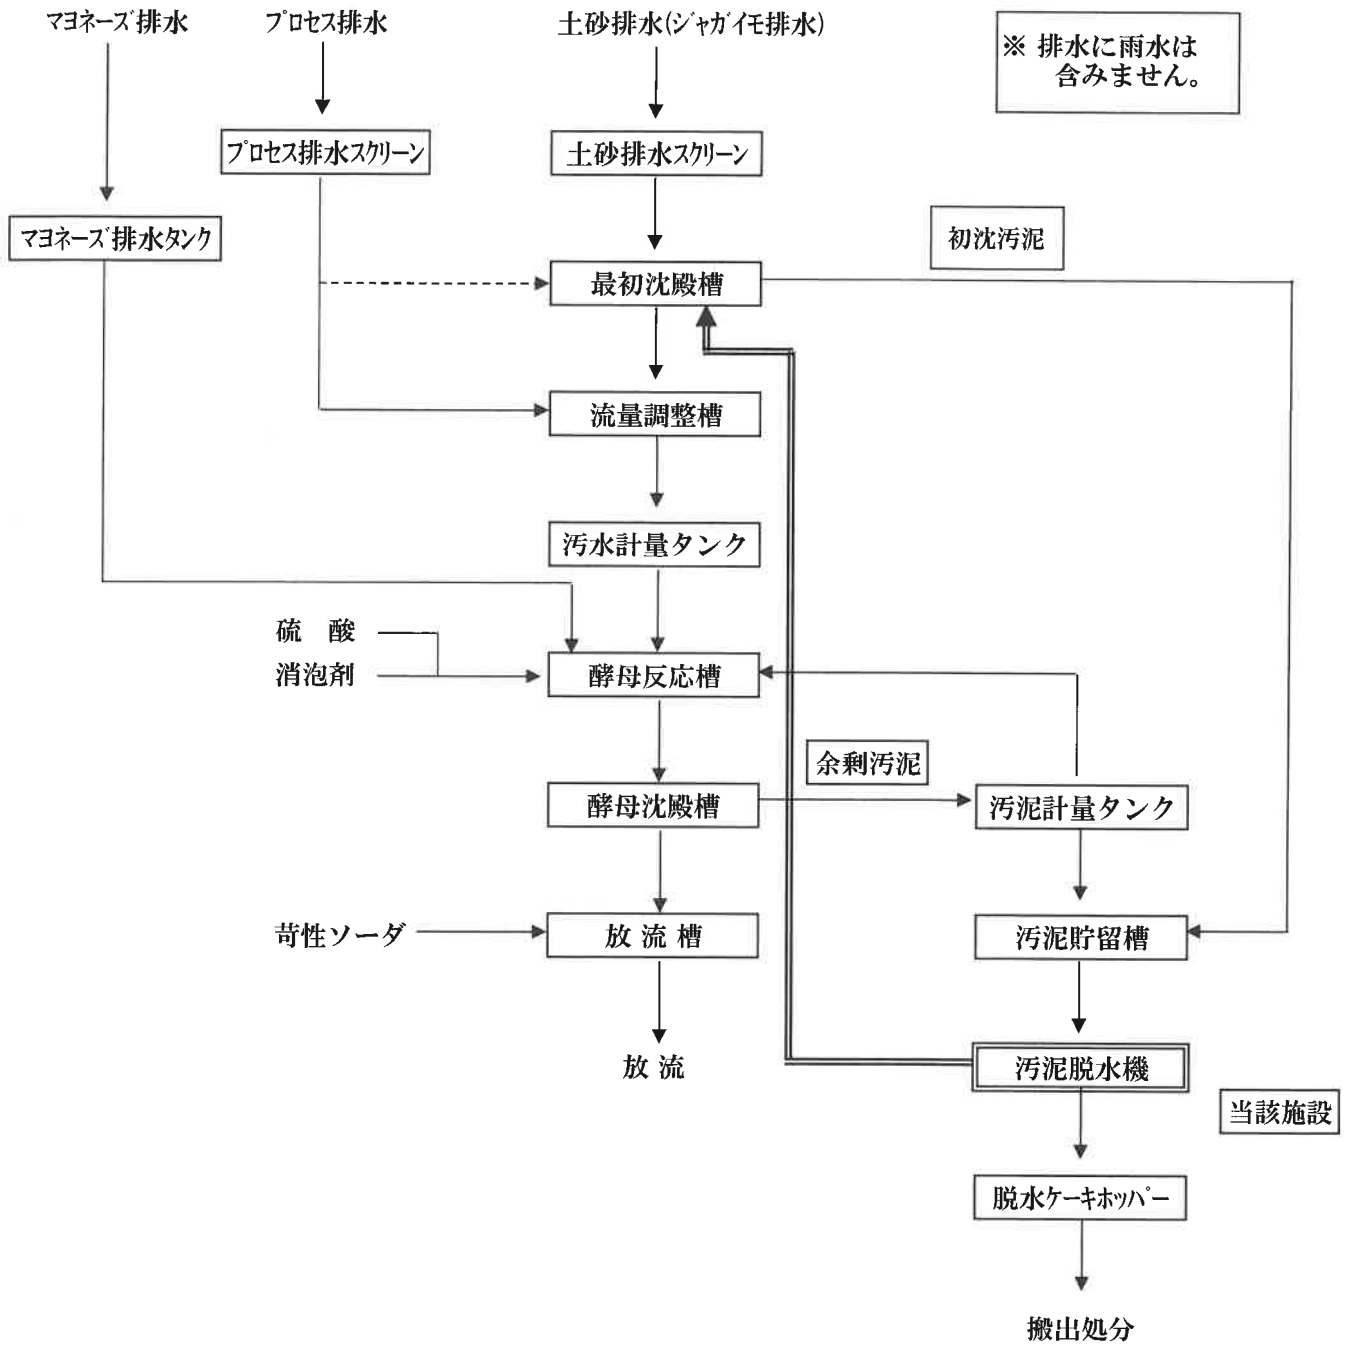 マヨネーズ排水
プロセス排水
土砂排水(ジャガイモ排水)
※ 排水に雨水は
含みません。
プロセス排水スクリーン
土砂排水スクリーン
マヨネーズ排水タンク
初沈汚泥
最初沈殿槽
流量調整槽
汚水計量タンク
硫 酸
消泡剤
酵母反応槽
余剰汚泥
酵母沈殿槽
汚泥計量タンク
苛性ソーダ
放 流 槽
汚泥貯留槽
放 流
汚泥脱水機
当該施設
脱水ケーキホッパー
搬出処分